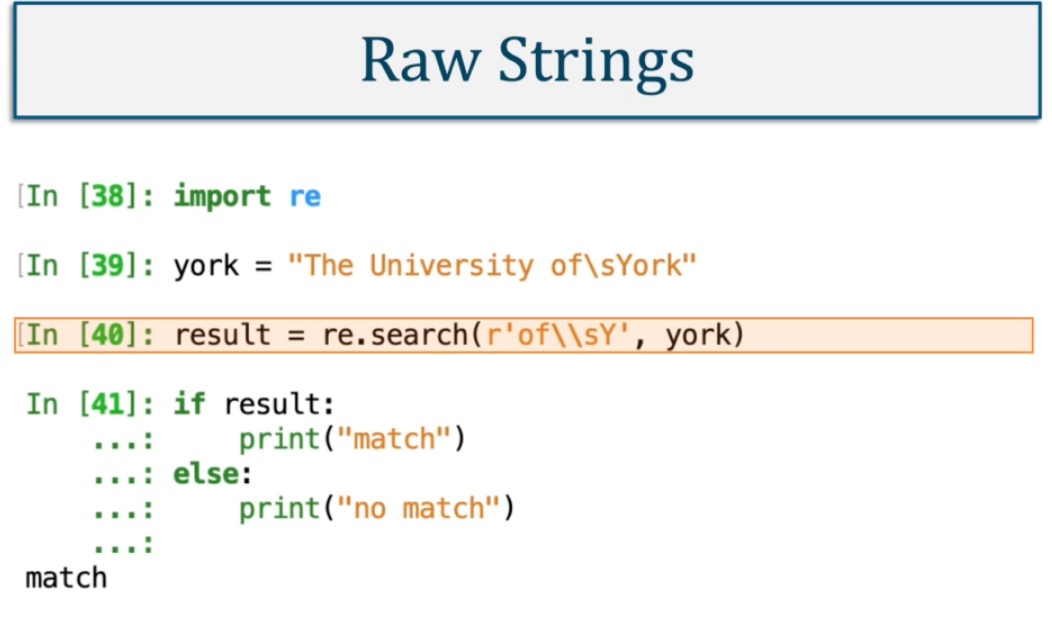 Raw Strings
[In [38]: import re
[In [39]: york = "The University of\sYork"
[In [40]: result = re.search(r'of\\sY', york)
In [41]: if result:
    ...:     print("match")
    ...: else:
    ...:     print("no match")
    ...:
match